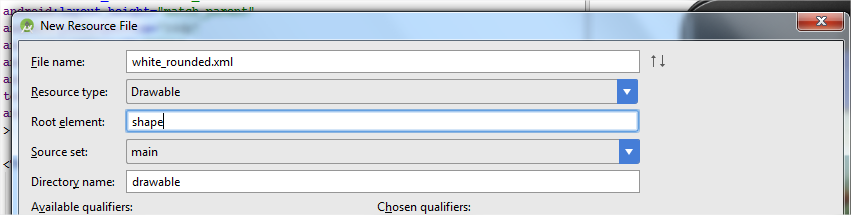 android:layout_height="match_parent"
New Resource File
File name: white_rounded.xml
Resource type: Drawable
Root element: shape
Source set: main
Directory name: drawable
Available qualifiers: Chosen qualifiers: